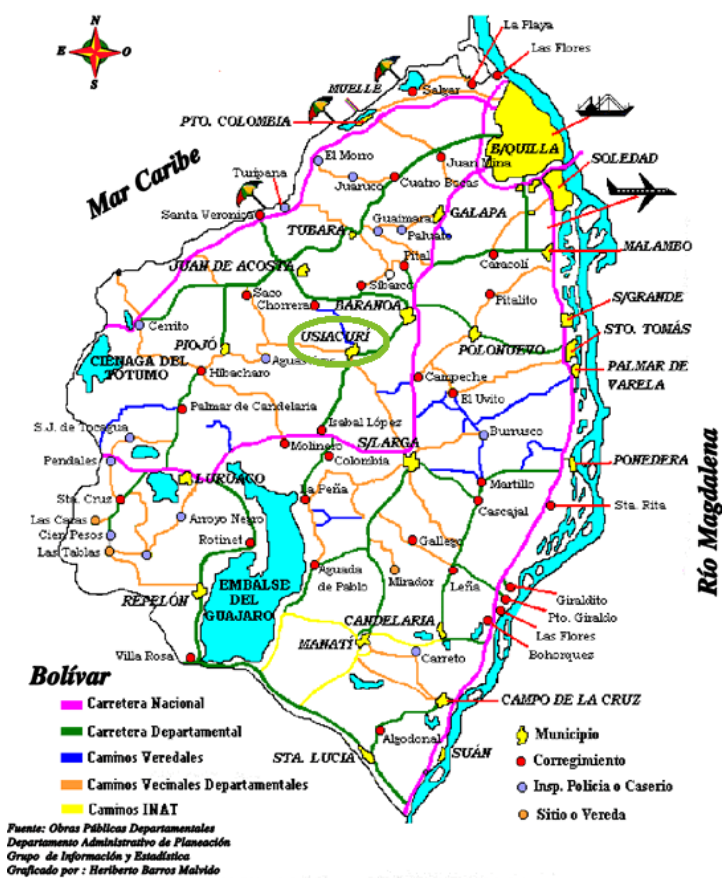 N
E O
S
La Playa
Las Flores
MUELLE
Salgar
PTO. COLOMBIA
B/QUILLA
El Morro
Juan Mina
SOLEDAD
Mar Caribe
Turipana
Juaruco
Cuatro Bocas
Santa Veronica
Guaimaral
GALAPA
TUBARA
Paluato
MALAMBO
Pital
Caracolí
JUAN DE ACOSTA
Sibarco
Saco
Pitalito
S/GRANDE
Chorrera
BARANOA
Cerrito
USIACURÍ
STO. TOMÁS
PIOJÓ
POLONUEVO
CIÉNAGA DEL
TOTUMO
Hibacharo
Campeche
PALMAR DE
VARELA
El Uvito
Palmar de Candelaria
S.J. de Tocagua
Isabal López
Burrusco
Molinero
S/LARGA
Pendales
Colombia
PONEDERA
LURUACO
Martillo
La Peña
Sta. Cruz
Cascajal
Sta. Rita
Las Caras
Arroyo Negro
Cien Pesos
Rotinet
Gallego
Las Tablas
Aguada
de Pablo
Mirador
Leña
EMBALSE
DEL
GUAJARO
Giraldito
REPELÓN
Pto. Giraldo
CANDELARIA
Las Flores
MANATÍ
Bohorquez
Villa Rosa
Carreto
Río Magdalena
Bolívar
CAMPO DE LA CRUZ
Carretera Nacional
Carretera Departamental
Caminos Veredales
Caminos Vecinales Departamentales
Caminos INAT
Algodonal
STA. LUCIA
SUÁN
Municipio
Corregimiento
Insp. Policia o Caserio
Sitio o Vereda
Fuente: Obras Públicas Departamentales
Departamento Administrativo de Planeación
Grupo de Información y Estadística
Graficado por : Heriberto Barros Malvido